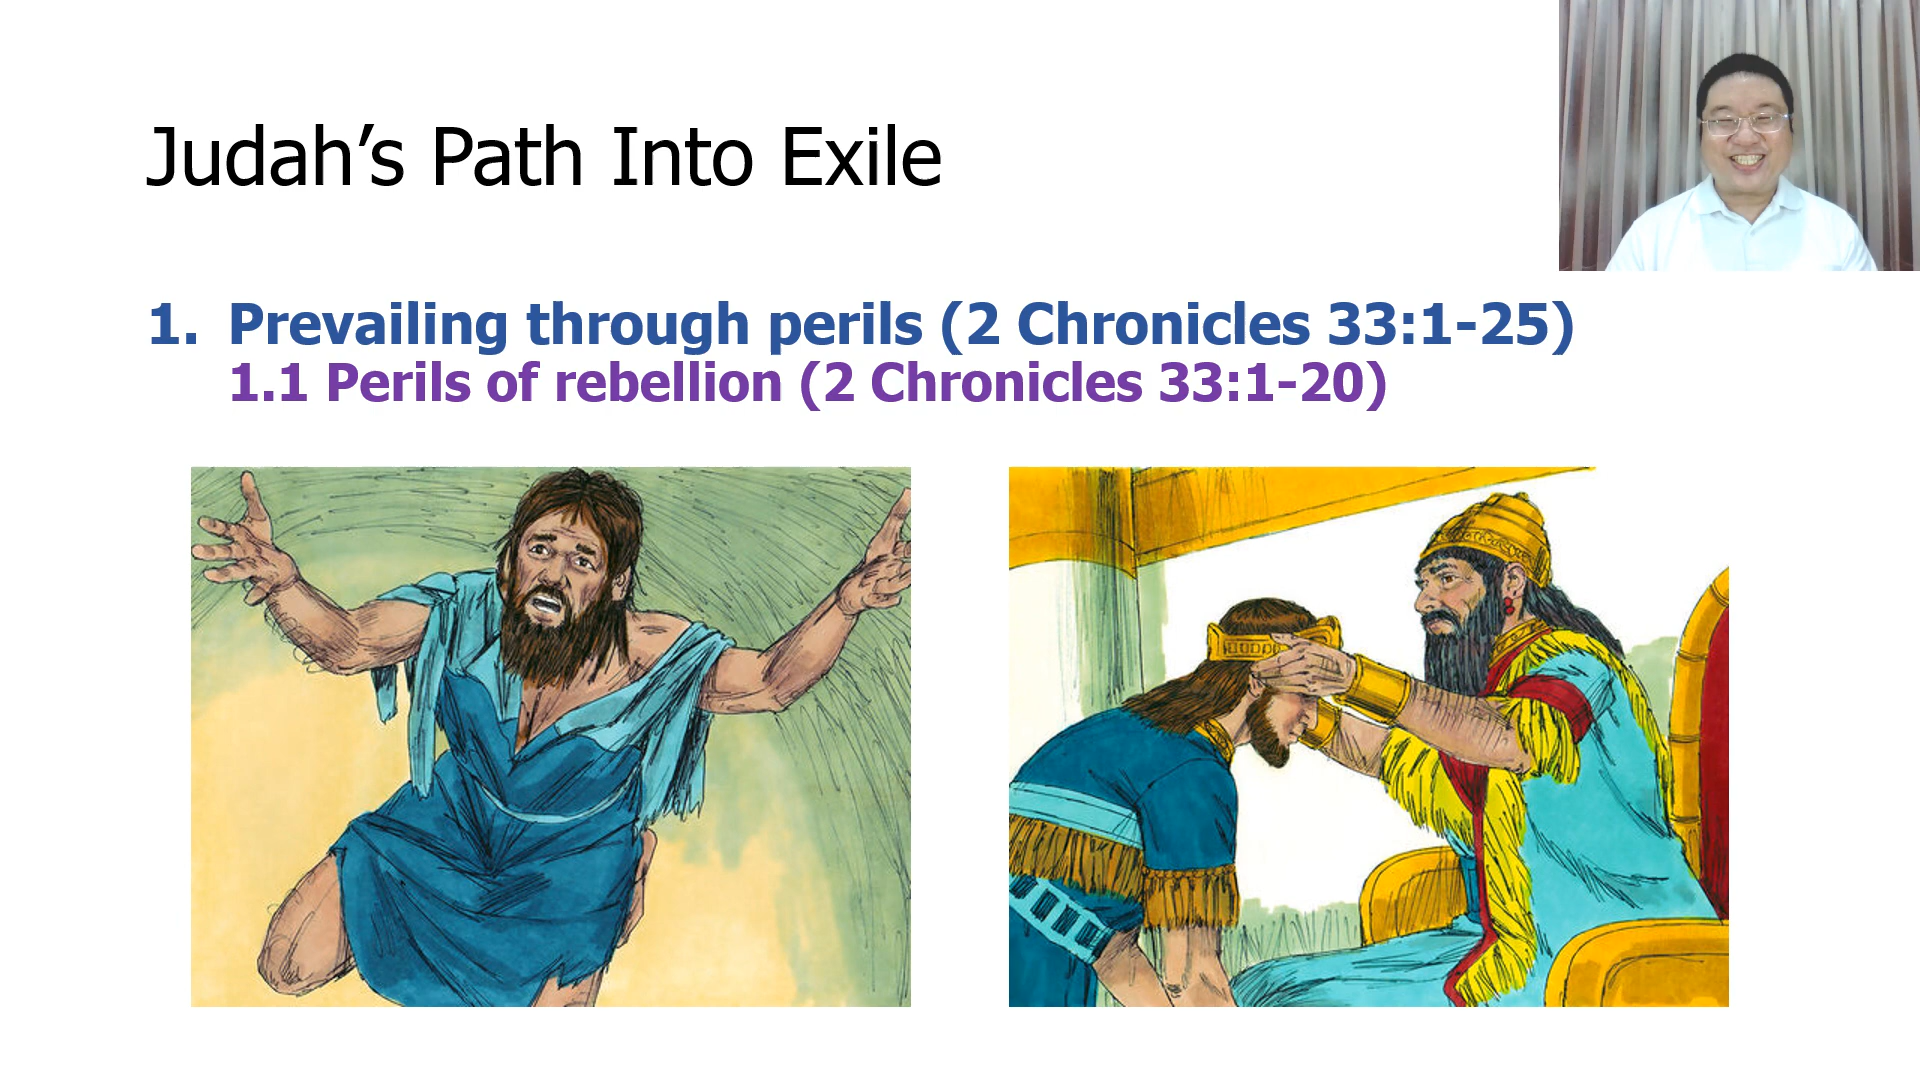 Judah’s Path Into Exile
1. Prevailing through perils (2 Chronicles 33:1-25)
1.1 Perils of rebellion (2 Chronicles 33:1-20)